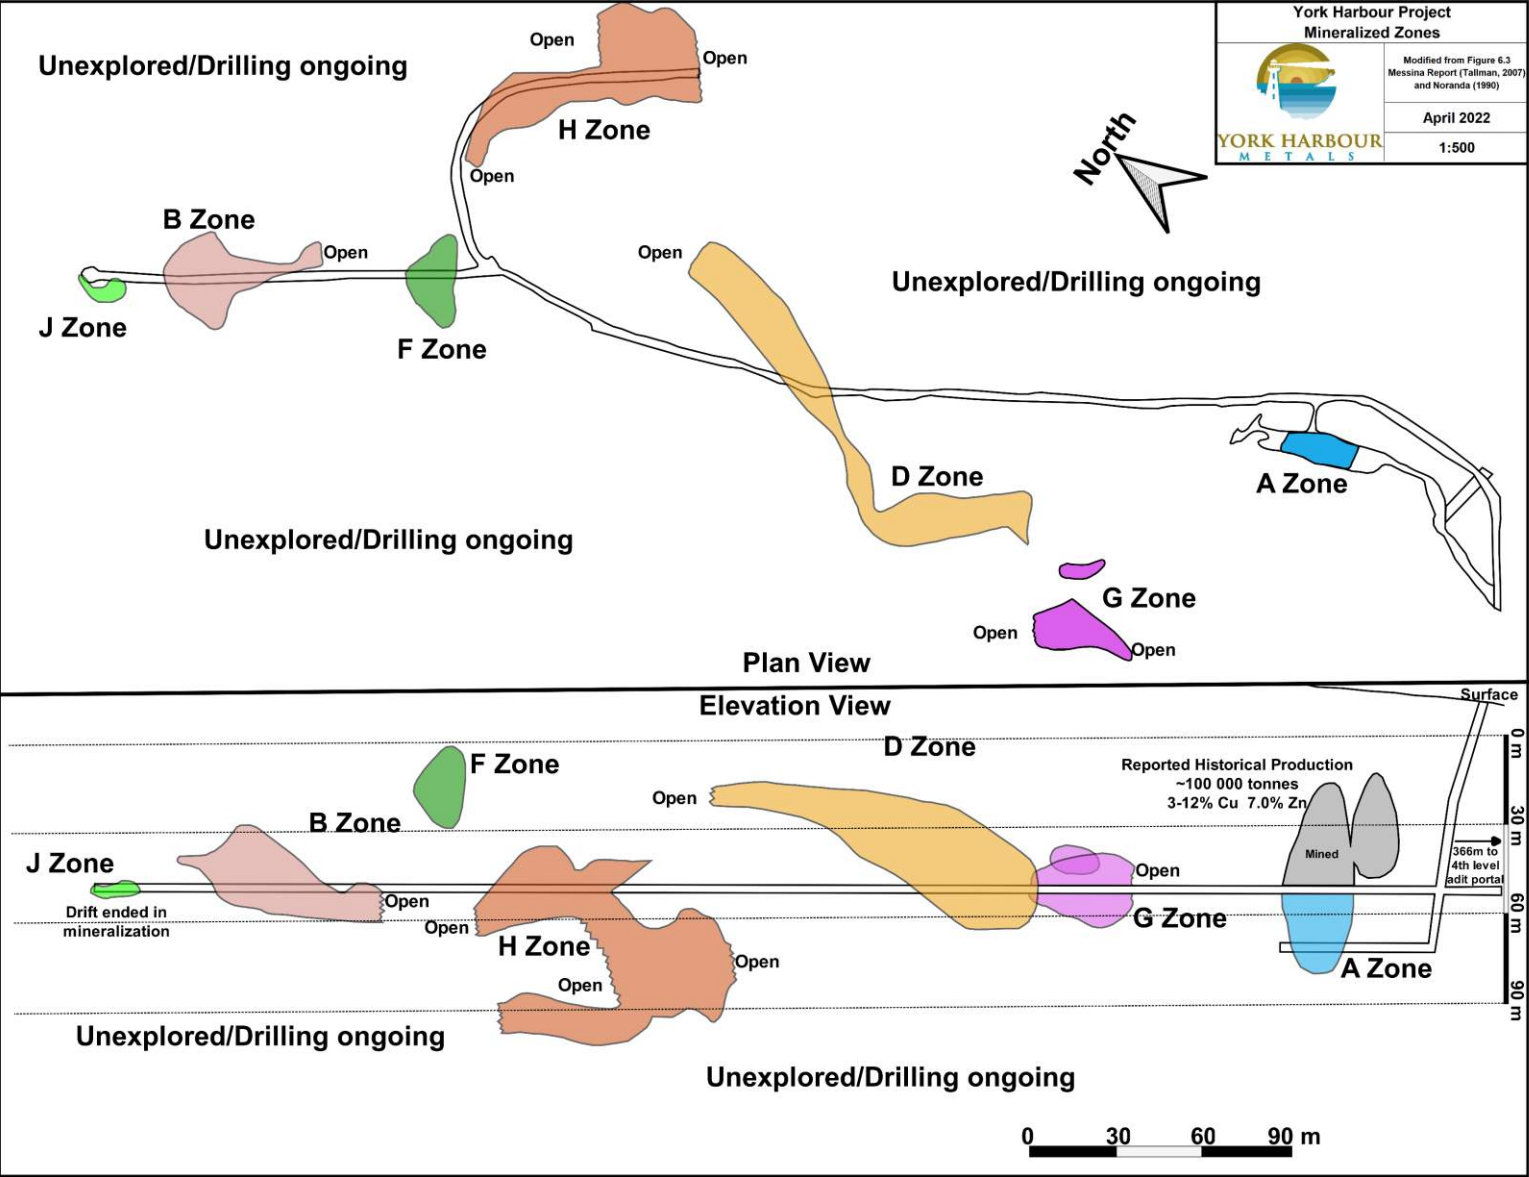 York Harbour Project
Mineralized Zones
Modified from Figure 6.3
Messina Report (Tallman, 2007)
and Noranda (1990)
YORK HARBOUR
METALS
April 2022
1:500
Open
Open
Unexplored/Drilling ongoing
H Zone
North
Open
B Zone
Open
Open
Unexplored/Drilling ongoing
J Zone
F Zone
D Zone
A Zone
Unexplored/Drilling ongoing
G Zone
Open
Open
Plan View
Elevation View
Surface
0 m
D Zone
F Zone
Reported Historical Production
~100 000 tonnes
3-12% Cu 7.0% Zn
Open
B Zone
30 m
J Zone
Mined
366m to
4th level
adit portal
Open
Open
Drift ended in
mineralization
Open
G Zone
60 m
H Zone
Open
Open
A Zone
90 m
Unexplored/Drilling ongoing
Unexplored/Drilling ongoing
0 30 60 90 m